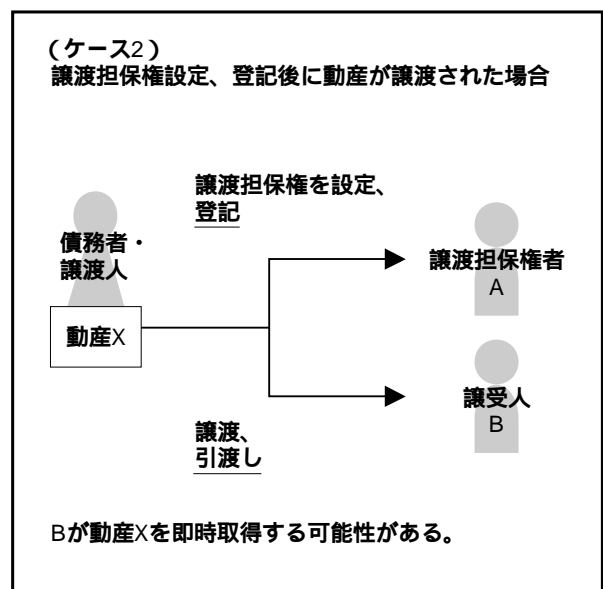 （ケース2）
譲渡担保権設定、登記後に動産が譲渡された場合
譲渡担保権を設定、
登記
債務者・
譲渡人
動産X
譲渡担保権者
A
譲受人
B
譲渡、
引渡し
Bが動産Xを即時取得する可能性がある。